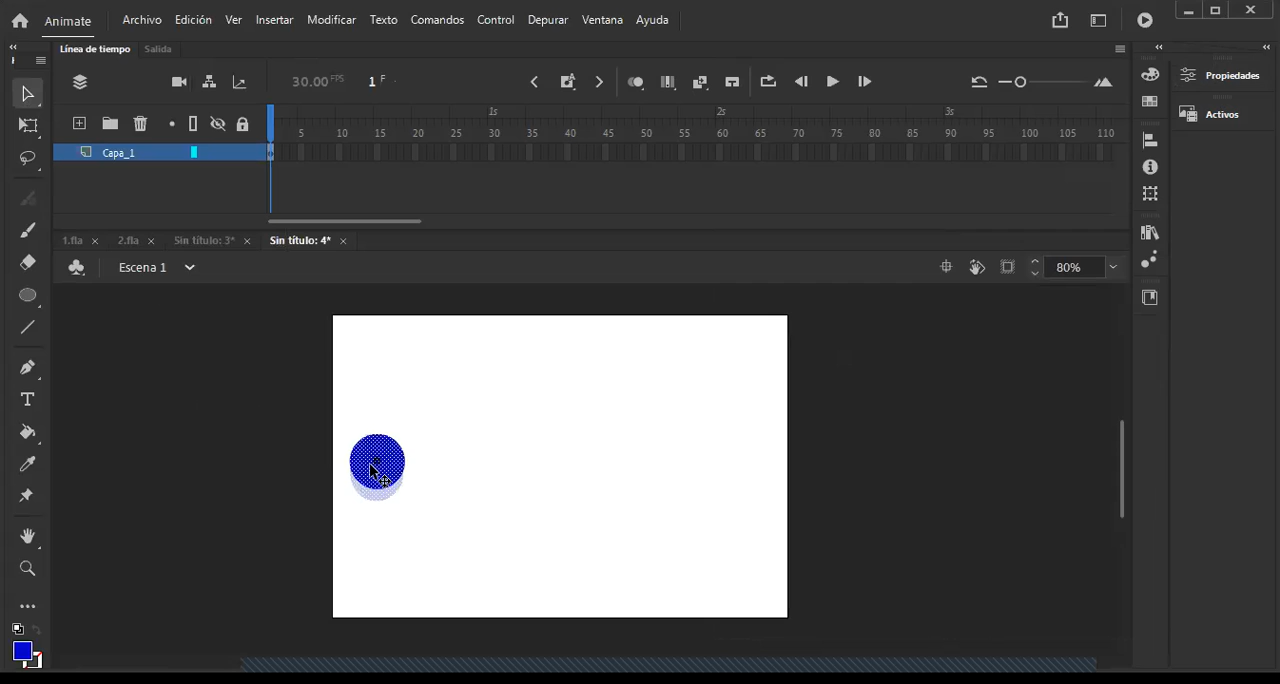 Animate Archivo Edición Ver Insertar Modificar Texto Comandos Control Depurar Ventana Ayuda
Línea de tiempo Salida
30.00 FPS 1 F
Propiedades
Activos
1s 2s 3s
5 10 15 20 25 30 35 40 45 50 55 60 65 70 75 80 85 90 95 100 105 110
Capa_1
1.fla 2.fla Sin título: 3* Sin título: 4*
Escena 1 80%